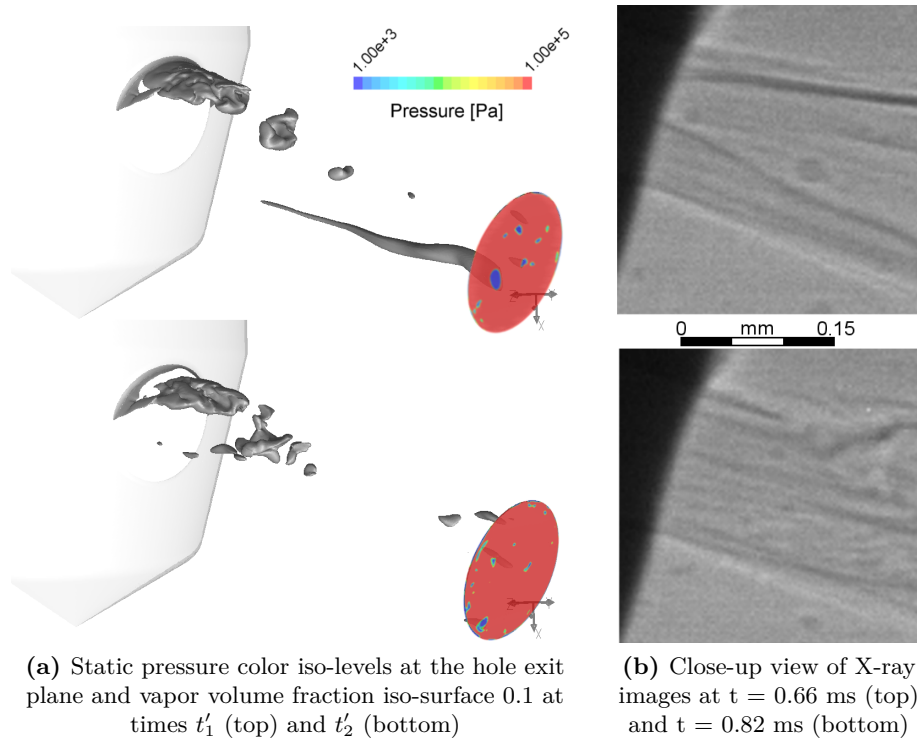 1.00e+3
1.00e+5
Pressure [Pa]
X
X
0 mm 0.15
(a) Static pressure color iso-levels at the hole exit
plane and vapor volume fraction iso-surface 0.1 at
times t′₁ (top) and t′₂ (bottom)
(b) Close-up view of X-ray
images at t = 0.66 ms (top)
and t = 0.82 ms (bottom)